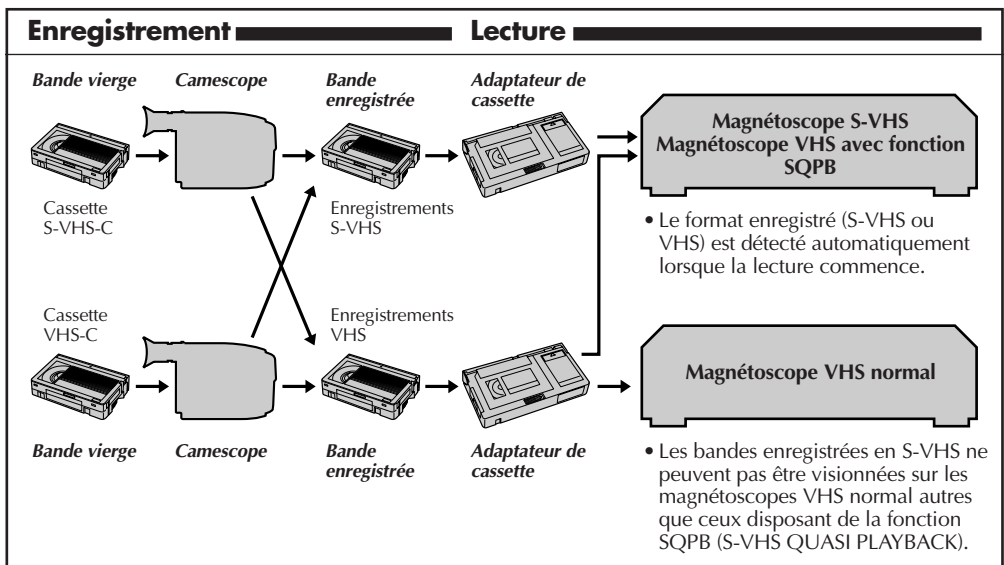 Enregistrement
Lecture
Bande vierge
Camescope
Bande
enregistrée
Adaptateur de
cassette
Cassette
S-VHS-C
Enregistrements
S-VHS
Magnétoscope S-VHS
Magnétoscope VHS avec fonction
SQPB
• Le format enregistré (S-VHS ou
VHS) est détecté automatiquement
lorsque la lecture commence.
Cassette
VHS-C
Enregistrements
VHS
Magnétoscope VHS normal
Bande vierge
Camescope
Bande
enregistrée
Adaptateur de
cassette
• Les bandes enregistrées en S-VHS ne
peuvent pas être visionnées sur les
magnétoscopes VHS normal autres
que ceux disposant de la fonction
SQPB (S-VHS QUASI PLAYBACK).